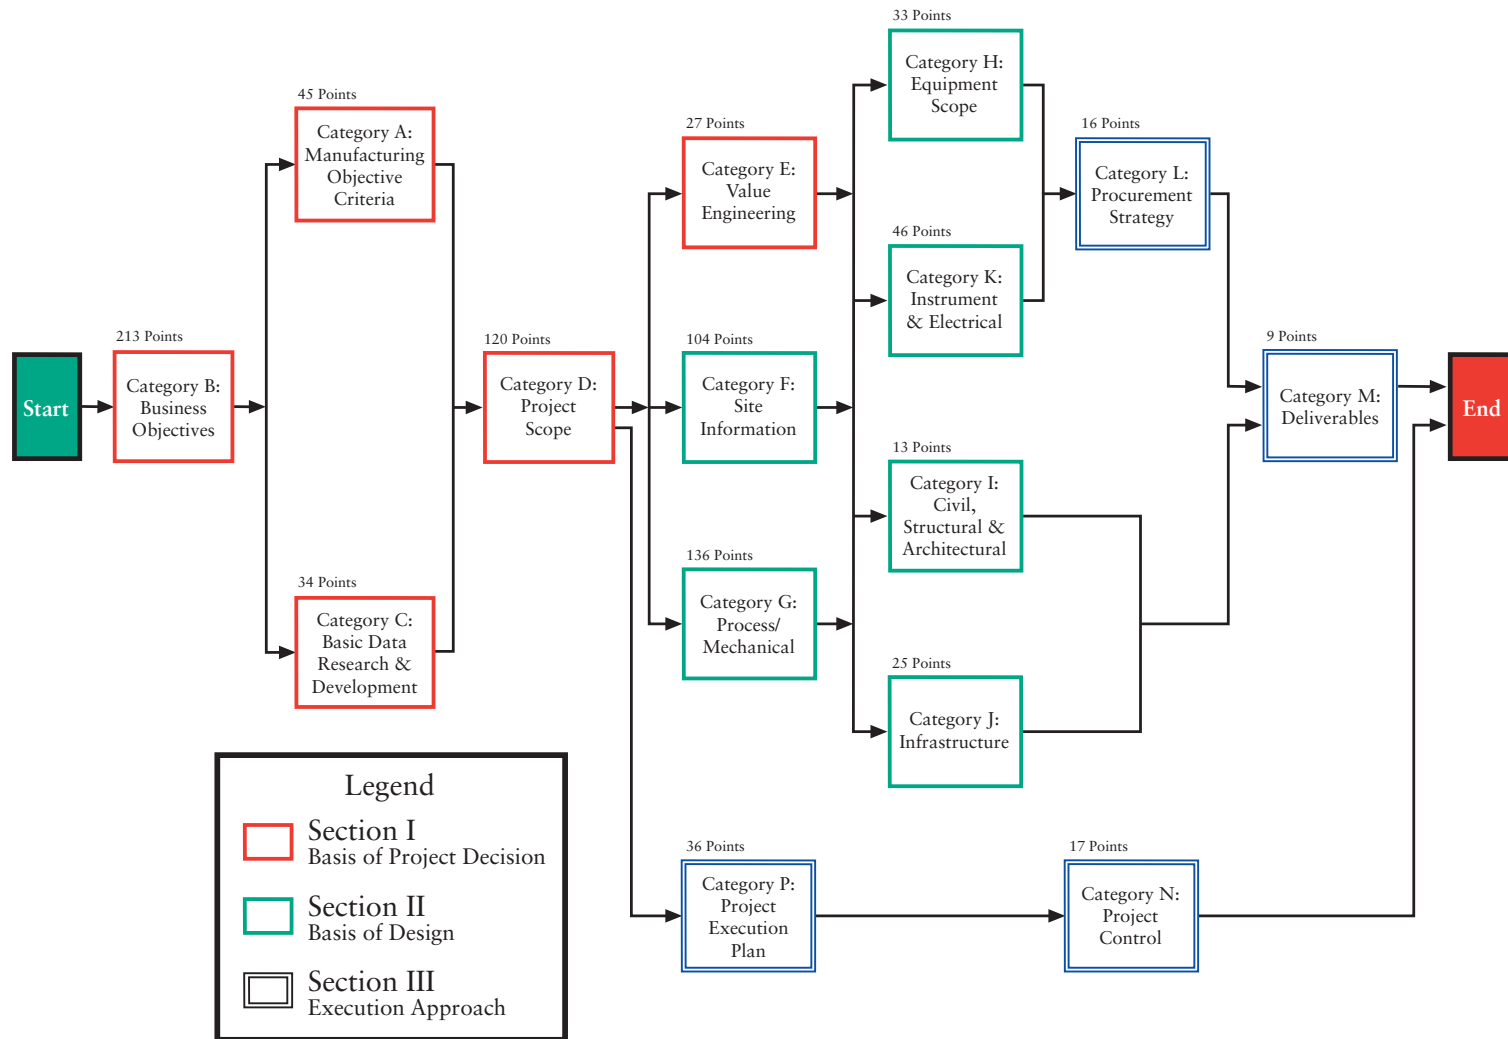 33 Points
Category H:
Equipment
Scope
45 Points
Category A:
Manufacturing
Objective
Criteria
27 Points
Category E:
Value
Engineering
16 Points
Category L:
Procurement
Strategy
46 Points
Category K:
Instrument
& Electrical
Start
213 Points
Category B:
Business
Objectives
120 Points
Category D:
Project
Scope
104 Points
Category F:
Site
Information
9 Points
Category M:
Deliverables
End
13 Points
Category I:
Civil,
Structural &
Architectural
34 Points
Category C:
Basic Data
Research &
Development
136 Points
Category G:
Process/
Mechanical
25 Points
Category J:
Infrastructure
36 Points
Category P:
Project
Execution
Plan
17 Points
Category N:
Project
Control
Legend
Section I
Basis of Project Decision
Section II
Basis of Design
Section III
Execution Approach